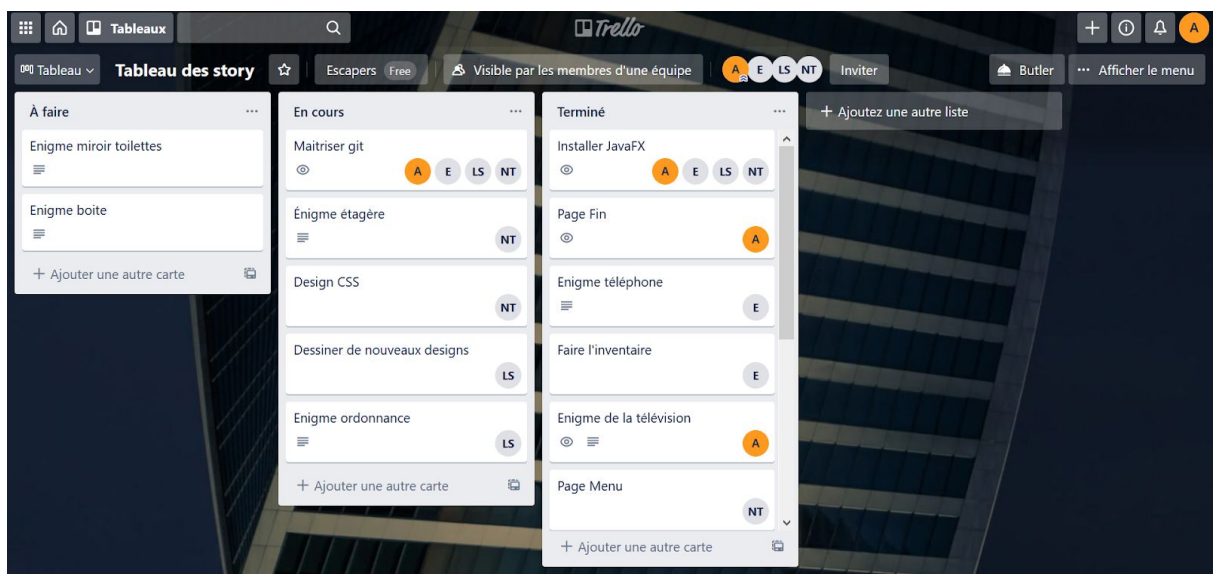 Tableaux
Trello
A
Tableau
Tableau des story
Escapers Free
Visible par les membres d'une équipe
A E LS NT
Inviter
Butler
Afficher le menu
À faire
Enigme miroir toilettes
Enigme boite
+ Ajouter une autre carte
En cours
Maitriser git
A E LS NT
Énigme étagère
NT
Design CSS
NT
Dessiner de nouveaux designs
LS
Enigme ordonnance
LS
+ Ajouter une autre carte
Terminé
Installer JavaFX
A E LS NT
Page Fin
A
Enigme téléphone
E
Faire l'inventaire
E
Enigme de la télévision
A
Page Menu
NT
+ Ajouter une autre carte
+ Ajoutez une autre liste